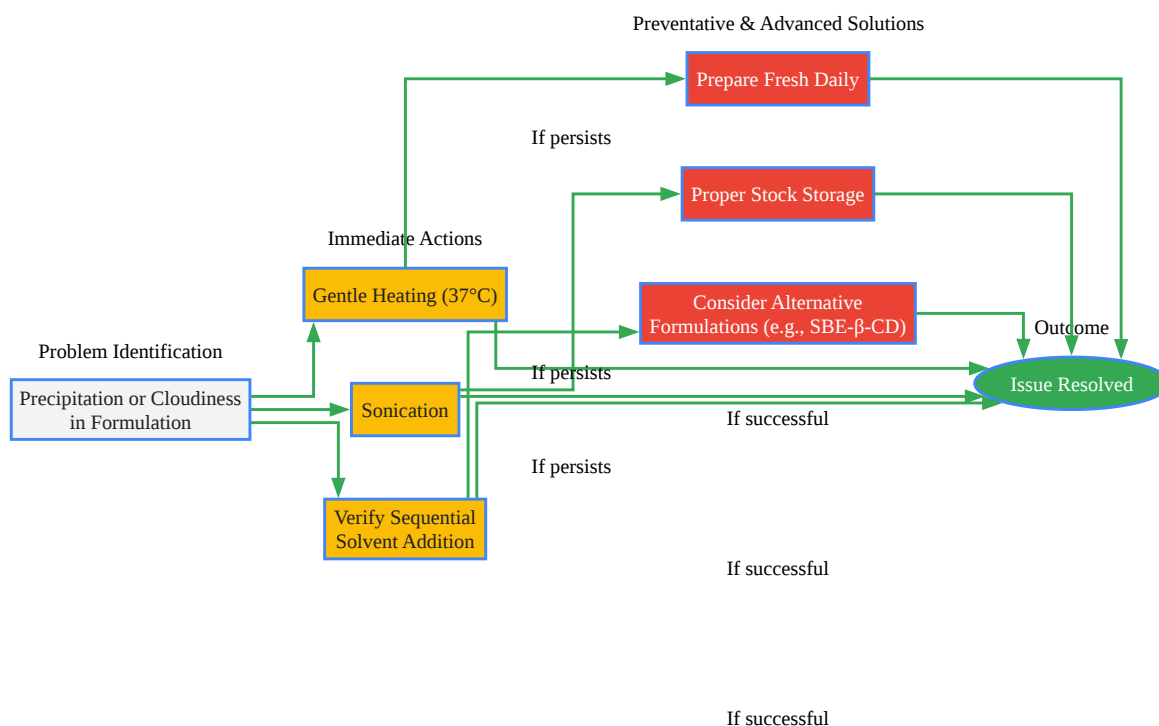 Preventative & Advanced Solutions
Prepare Fresh Daily
If persists
Proper Stock Storage
Immediate Actions
Gentle Heating (37°C)
Consider Alternative
Formulations (e.g., SBE-β-CD)
Outcome
Problem Identification
Precipitation or Cloudiness
in Formulation
If persists
Issue Resolved
Sonication
If successful
If persists
Verify Sequential
Solvent Addition
If successful
If successful